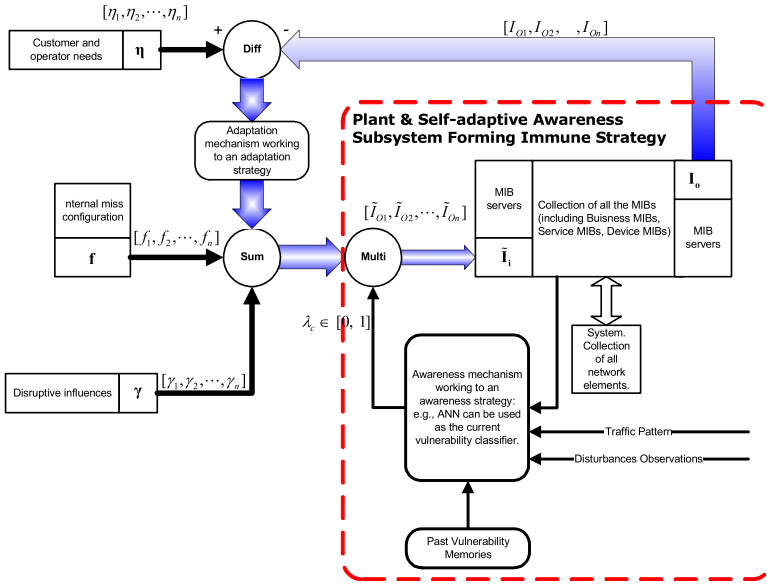 [η1, η2, ⋯, ηn]
[IO1, IO2, , IOn]
Customer and
operator needs
η
+
Diff
-
Adaptation
mechanism working
to an adaptation
strategy
Plant & Self-adaptive Awareness
Subsystem Forming Immune Strategy
nternal miss
configuration
f
[f1, f2, ⋯, fn]
Sum
[ĨO1, ĨO2, ⋯, ĨOn]
Multi
MIB
servers
Ĩi
Collection of all the MIBs
(including Buisness MIBs,
Service MIBs, Device MIBs)
Io
MIB
servers
λc ∈ [0, 1]
System.
Collection
of all
network
elements.
Disruptive influences
γ
[γ1, γ2, ⋯, γn]
Awareness mechanism
working to an
awareness strategy:
e.g., ANN can be used
as the current
vulnerability classifier.
Traffic Pattern
Disturbances Observations
Past Vulnerability
Memories